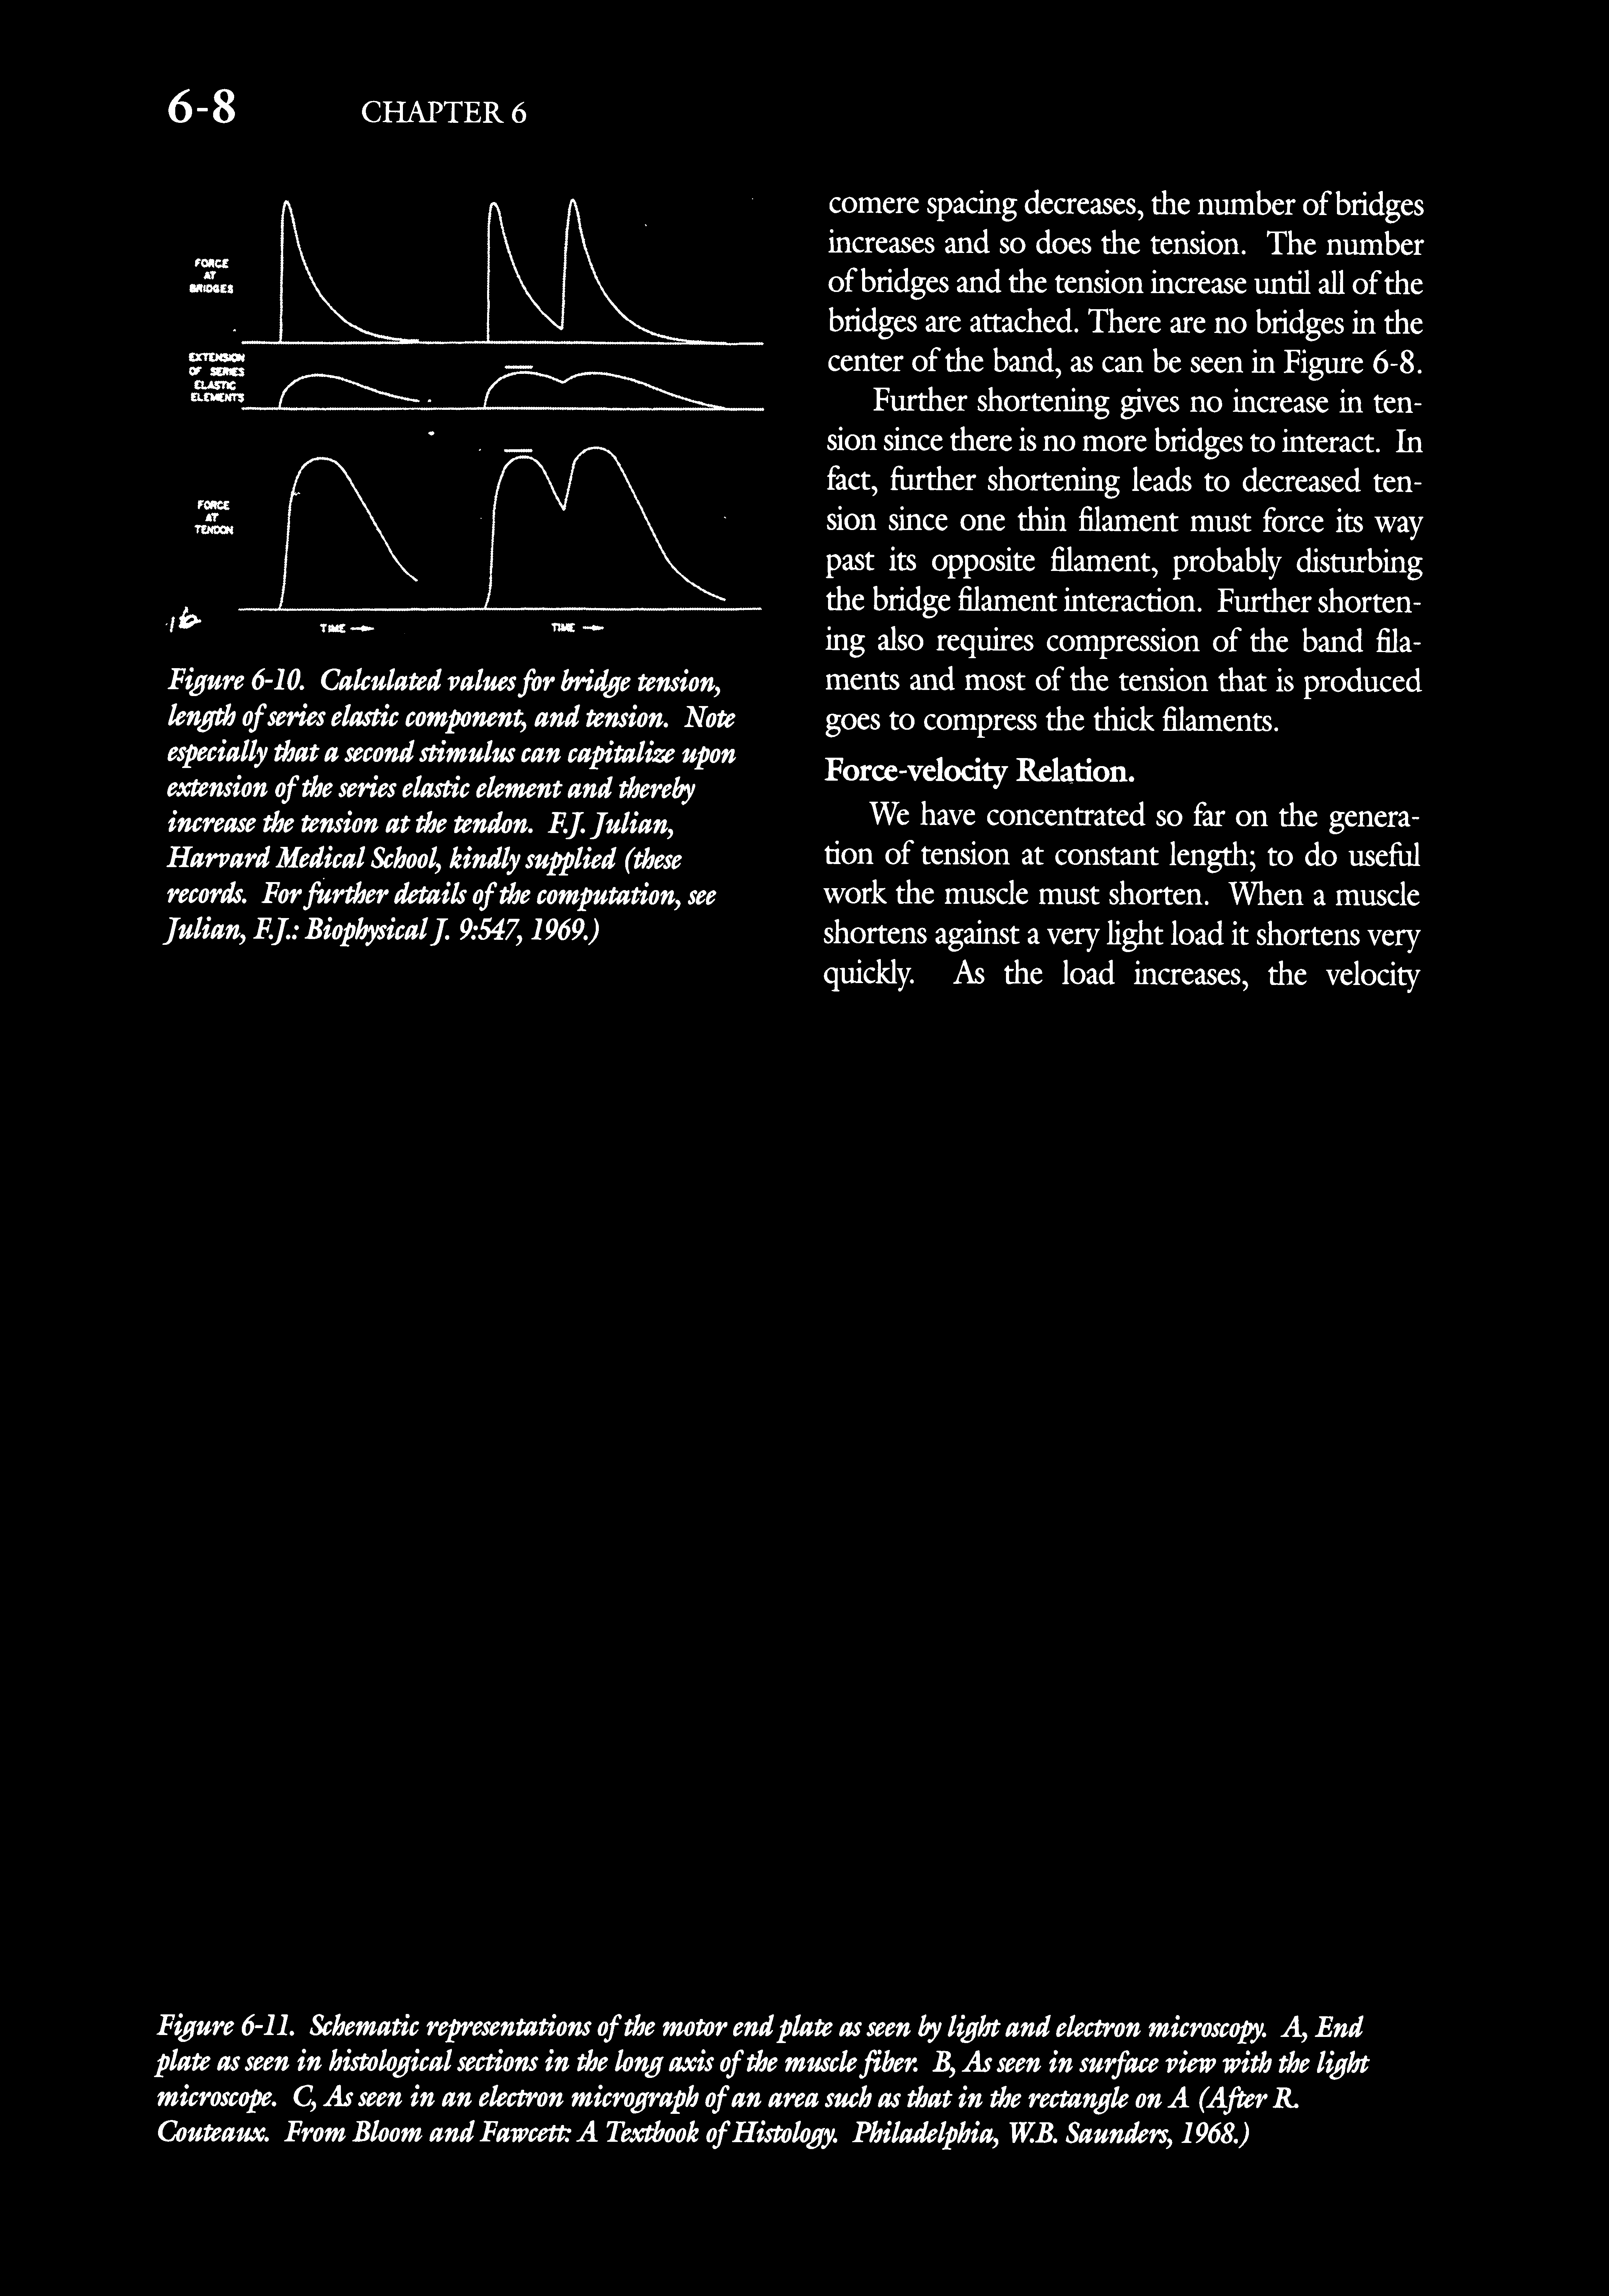 6-8 CHAPTER 6
FORCE
AT
BRIDGES
EXTENSION
OF SERIES
ELASTIC
ELEMENTS
FORCE
AT
TENDON
TIME
TIME
Figure 6-10. Calculated values for bridge tension,
length of series elastic component, and tension. Note
especially that a second stimulus can capitalize upon
extension of the series elastic element and thereby
increase the tension at the tendon. F.J. Julian,
Harvard Medical School, kindly supplied (these
records. For further details of the computation, see
Julian, F.J.: Biophysical J. 9:547, 1969.)
comere spacing decreases, the number of bridges
increases and so does the tension. The number
of bridges and the tension increase until all of the
bridges are attached. There are no bridges in the
center of the band, as can be seen in Figure 6-8.
Further shortening gives no increase in ten-
sion since there is no more bridges to interact. In
fact, further shortening leads to decreased ten-
sion since one thin filament must force its way
past its opposite filament, probably disturbing
the bridge filament interaction. Further shorten-
ing also requires compression of the band fila-
ments and most of the tension that is produced
goes to compress the thick filaments.
Force-velocity Relation.
We have concentrated so far on the genera-
tion of tension at constant length; to do useful
work the muscle must shorten. When a muscle
shortens against a very light load it shortens very
quickly. As the load increases, the velocity
Figure 6-11. Schematic representations of the motor end plate as seen by light and electron microscopy. A, End
plate as seen in histological sections in the long axis of the muscle fiber. B, As seen in surface view with the light
microscope. C, As seen in an electron micrograph of an area such as that in the rectangle on A (After R.
Couteaux. From Bloom and Fawcett: A Textbook of Histology. Philadelphia, W.B. Saunders, 1968.)